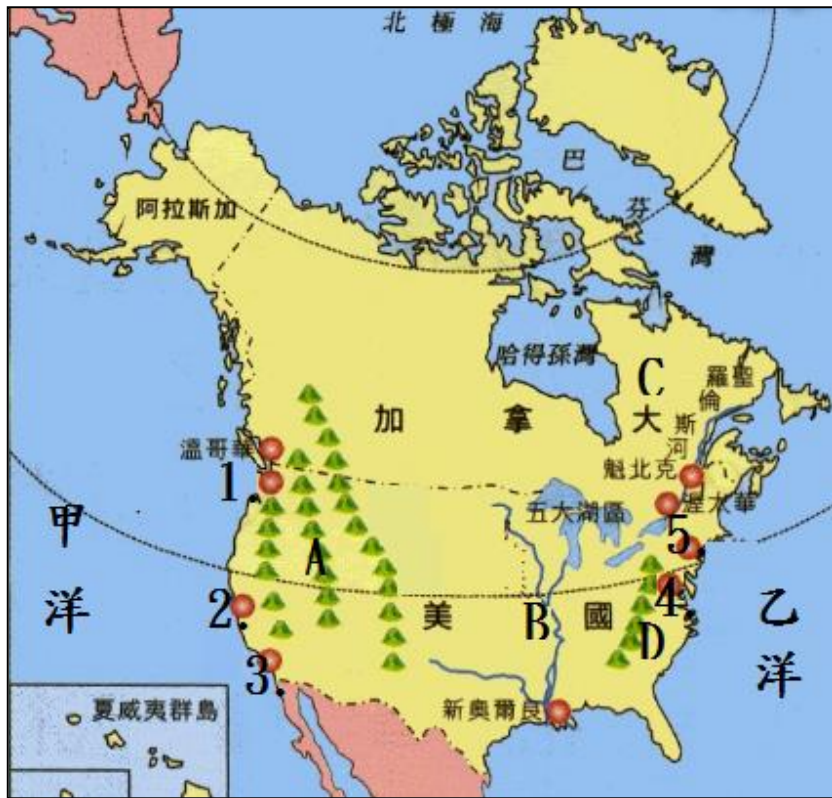 北極海
巴芬灣
阿拉斯加
哈得孫灣
C
聖羅倫斯河
加拿大
溫哥華
魁北克
1.
渥太華
五大湖區
甲洋
5.
A
4.
2.
美國
B
乙洋
D
3.
新奧爾良
夏威夷群島